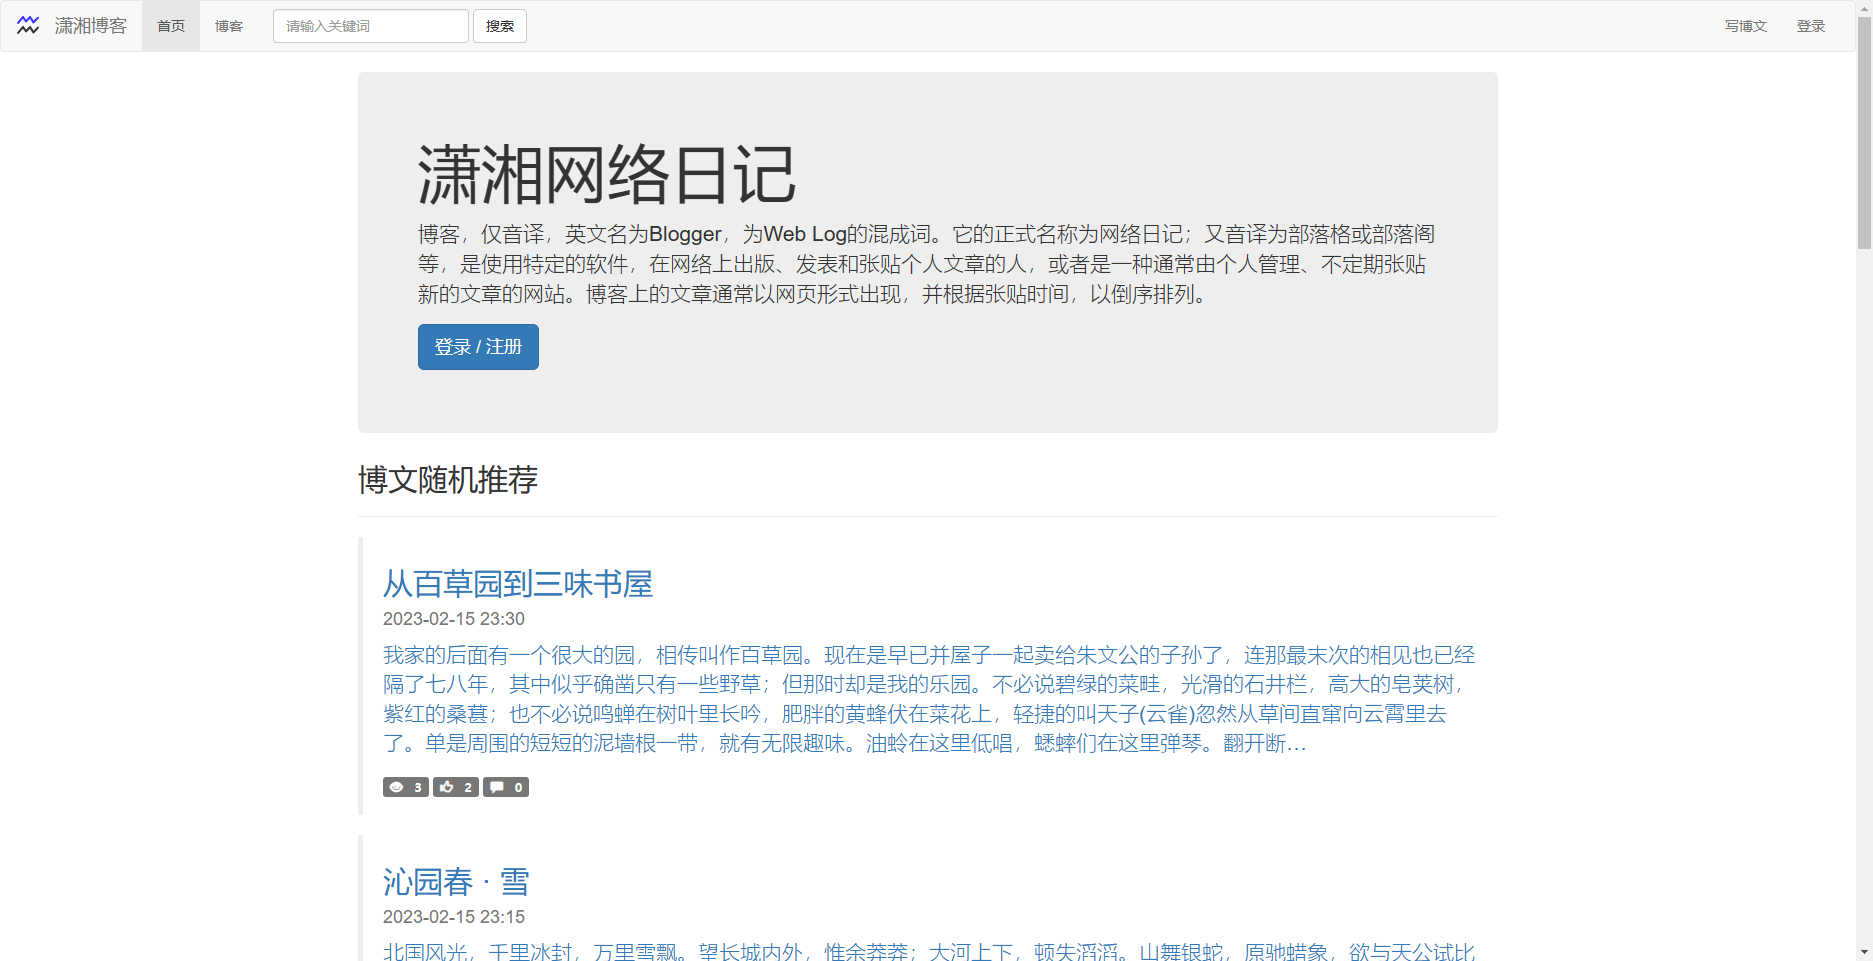 潇湘博客 首页 博客 请输入关键词 搜索 写博文 登录
潇湘网络日记
博客，仅音译，英文名为Blogger，为Web Log的混成词。它的正式名称为网络日记；又音译为部落格或部落阁
等，是使用特定的软件，在网络上出版、发表和张贴个人文章的人，或者是一种通常由个人管理、不定期张贴
新的文章的网站。博客上的文章通常以网页形式出现，并根据张贴时间，以倒序排列。
登录 / 注册
博文随机推荐
从百草园到三味书屋
2023-02-15 23:30
我家的后面有一个很大的园，相传叫作百草园。现在是早已并屋子一起卖给朱文公的子孙了，连那最末次的相见也已经
隔了七八年，其中似乎确凿只有一些野草；但那时却是我的乐园。不必说碧绿的菜畦，光滑的石井栏，高大的皂荚树，
紫红的桑葚；也不必说鸣蝉在树叶里长吟，肥胖的黄蜂伏在菜花上，轻捷的叫天子(云雀)忽然从草间直窜向云霄里去
了。单是周围的短短的泥墙根一带，就有无限趣味。油蛉在这里低唱，蟋蟀们在这里弹琴。翻开断…
3 2 0
沁园春 · 雪
2023-02-15 23:15
北国风光，千里冰封，万里雪飘。望长城内外，惟余莽莽；大河上下，顿失滔滔。山舞银蛇，原驰蜡象，欲与天公试比